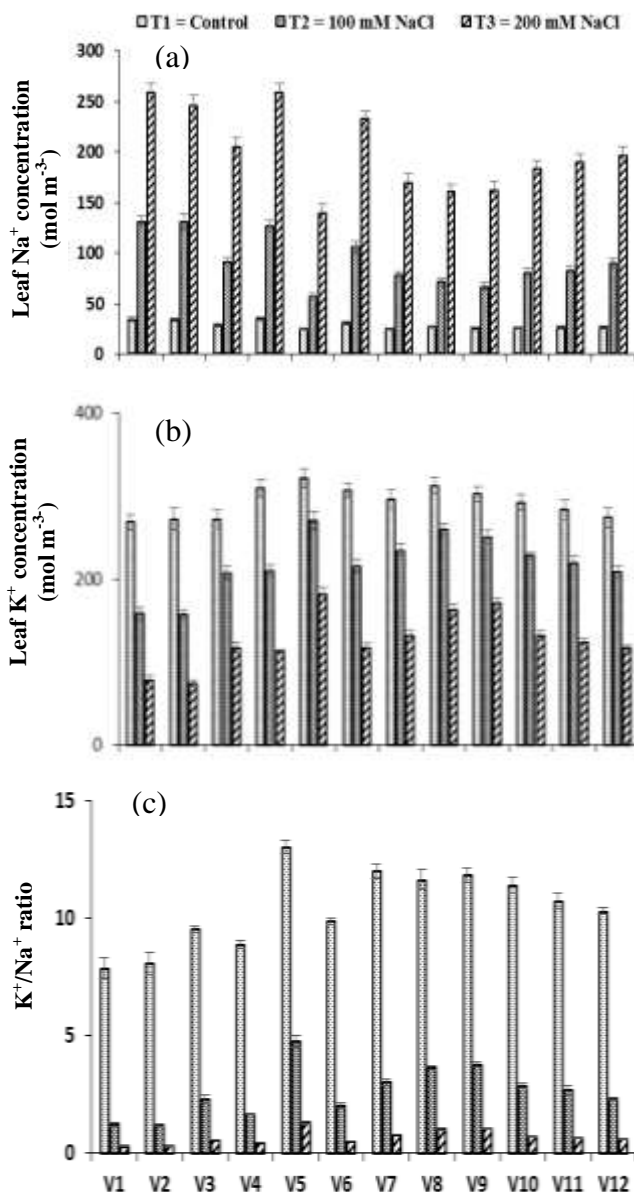 T1 = Control T2 = 100 mM NaCl T3 = 200 mM NaCl
(a)
Leaf Na⁺ concentration
(mol m⁻³⁻)
300
250
200
150
100
50
0
(b)
Leaf K⁺ concentration
(mol m⁻³⁻)
400
200
0
(c)
K⁺/Na⁺ ratio
15
10
5
0
V1 V2 V3 V4 V5 V6 V7 V8 V9 V10 V11 V12